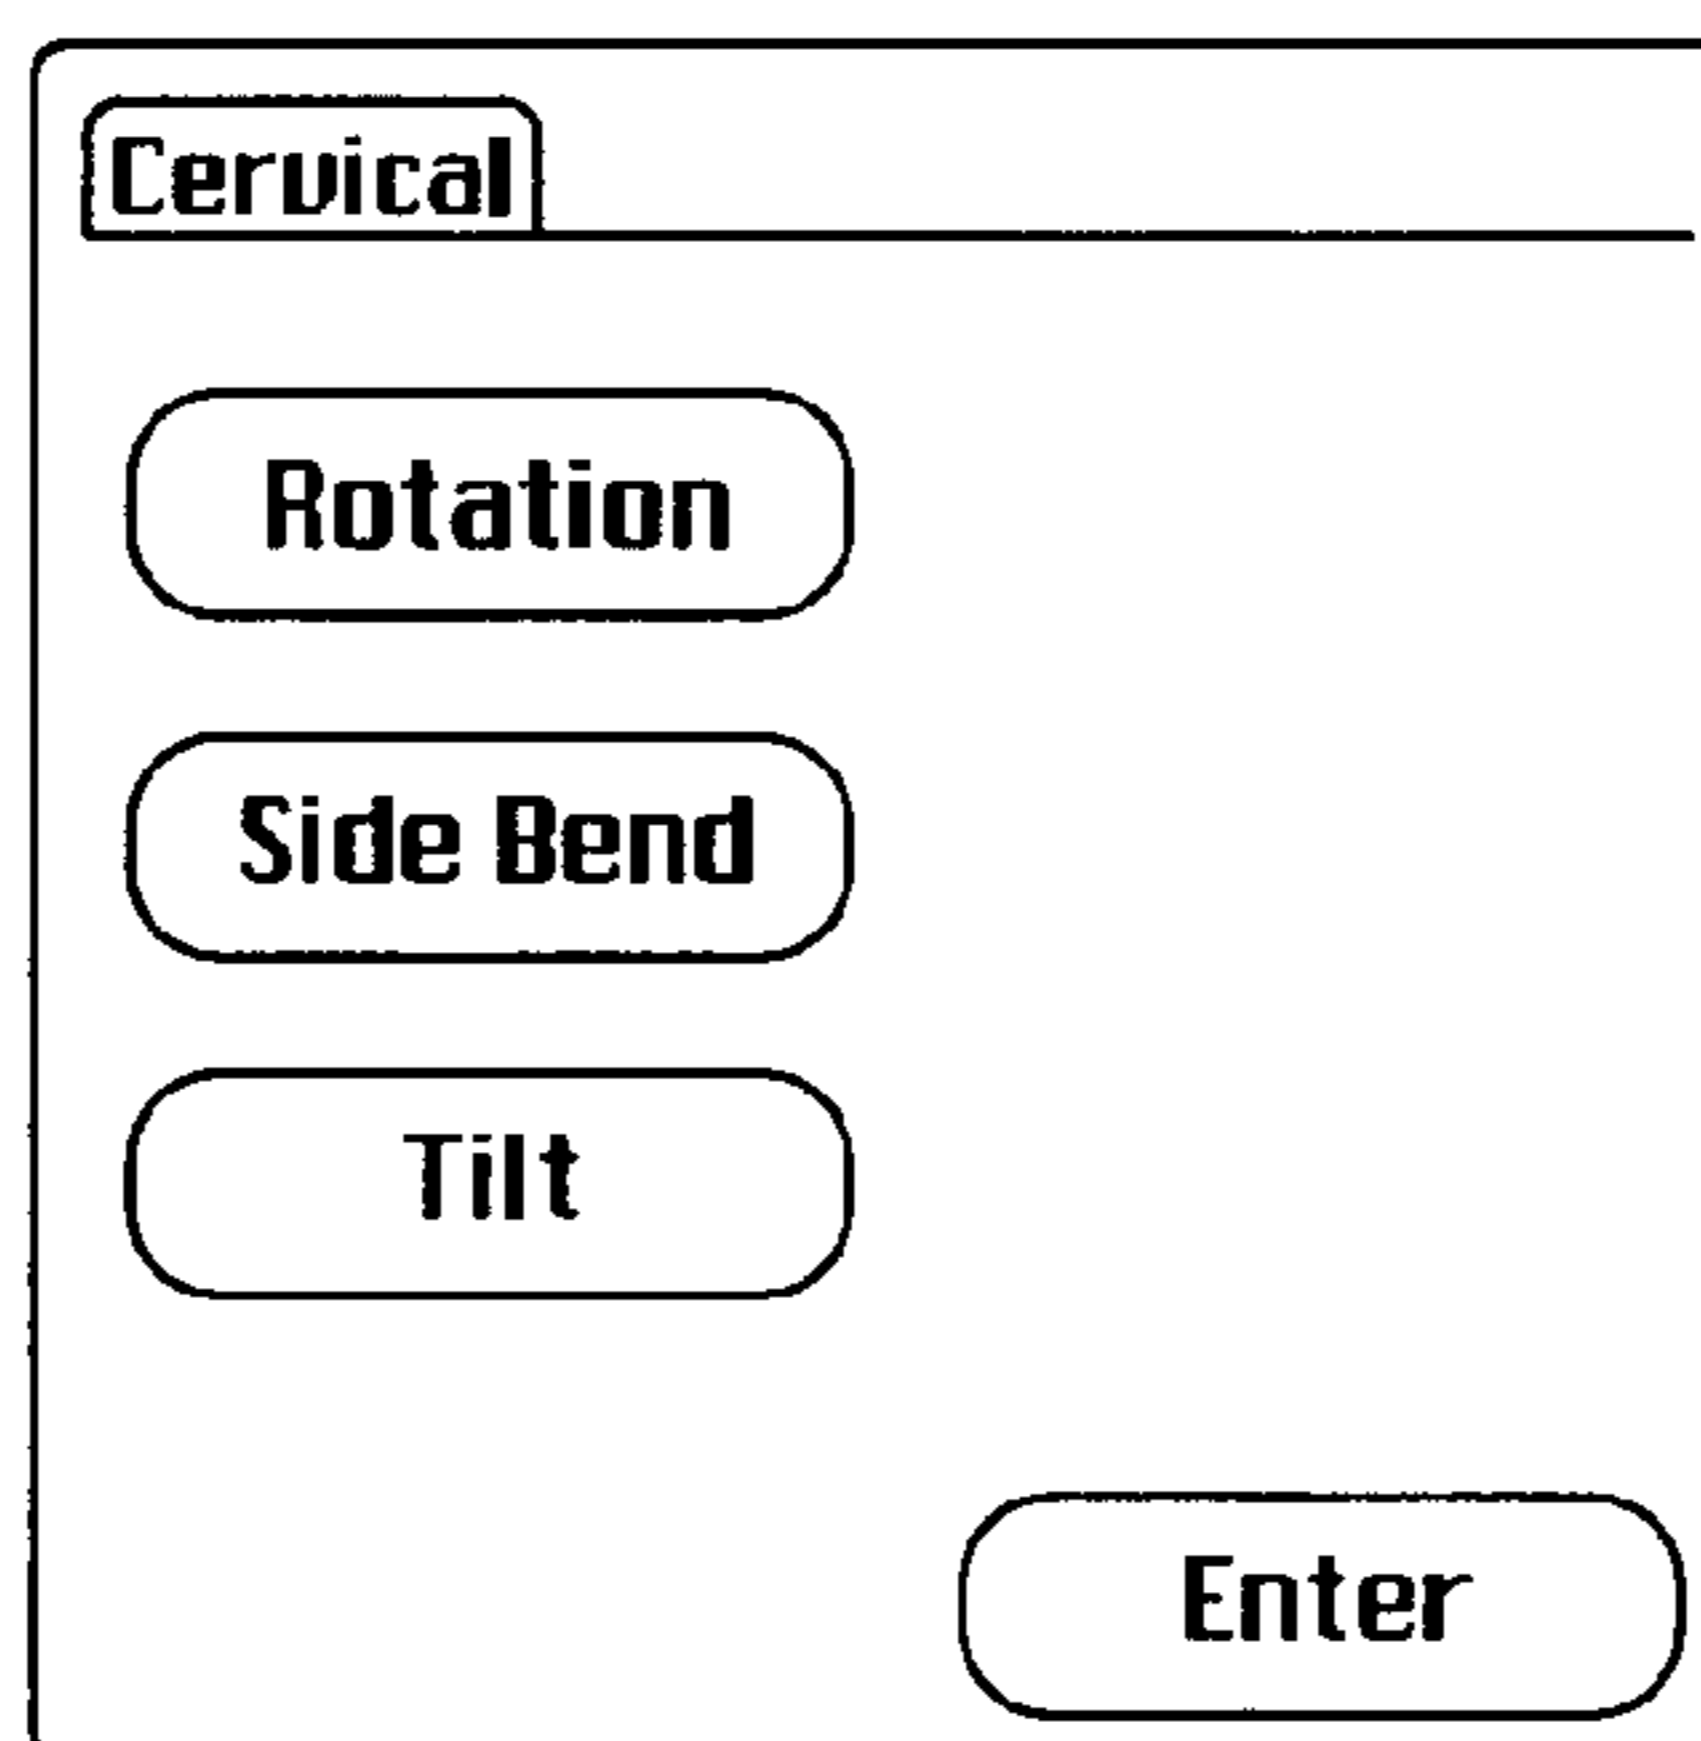 Cervical
Rotation
Side Bend
Tilt
Enter